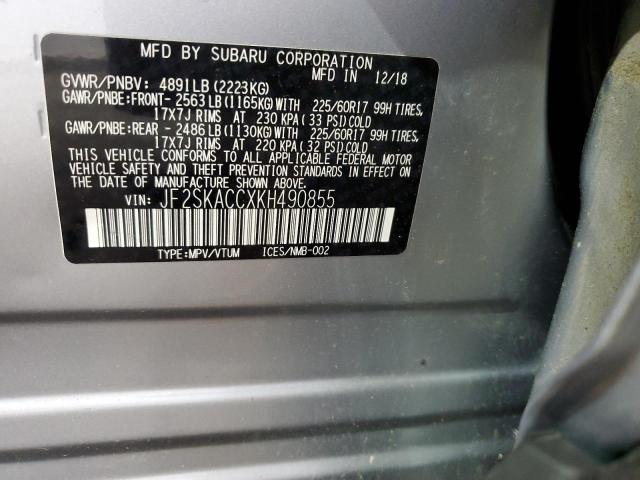 MFD BY SUBARU CORPORATION
MFD IN 12/18
GVWR/PNBV: 4891LB(2223KG)
GAWR/PNBE:FRONT- 2563LB(1165KG)WITH 225/60R17 99H TIRES,
17X7J RIMS AT 230 KPA(33 PSI)COLD
GAWR/PNBE:REAR -2486LB(1130KG)WITH 225/60R17 99H TIRES,
17X7J RIMS AT 220 KPA(32 PSI)COLD
THIS VEHICLE CONFORMS TO ALL APPLICABLE FEDERAL MOTOR
VEHICLE SAFETY AND THEFT PREVENTION STANDARDS IN EFFECT ON
THE DATE OF MANUFACTURE SHOWN ABOVE.
VIN: JF2SKACCXKH490855
TYPE:MPV/VTUM ICES/NMB-002